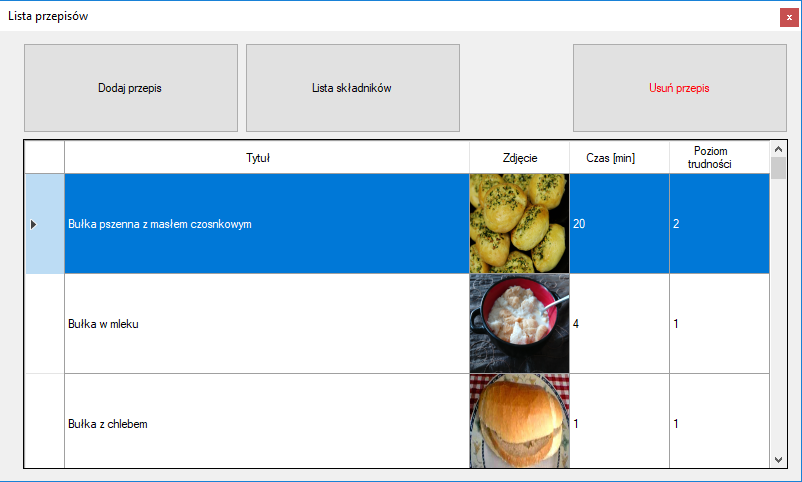 Lista przepisów
x
Dodaj przepis
Lista składników
Usuń przepis
Tytuł
Zdjęcie
Czas [min]
Poziom
trudności
Bułka pszenna z masłem czosnkowym
20
2
Bułka w mleku
4
1
Bułka z chlebem
1
1